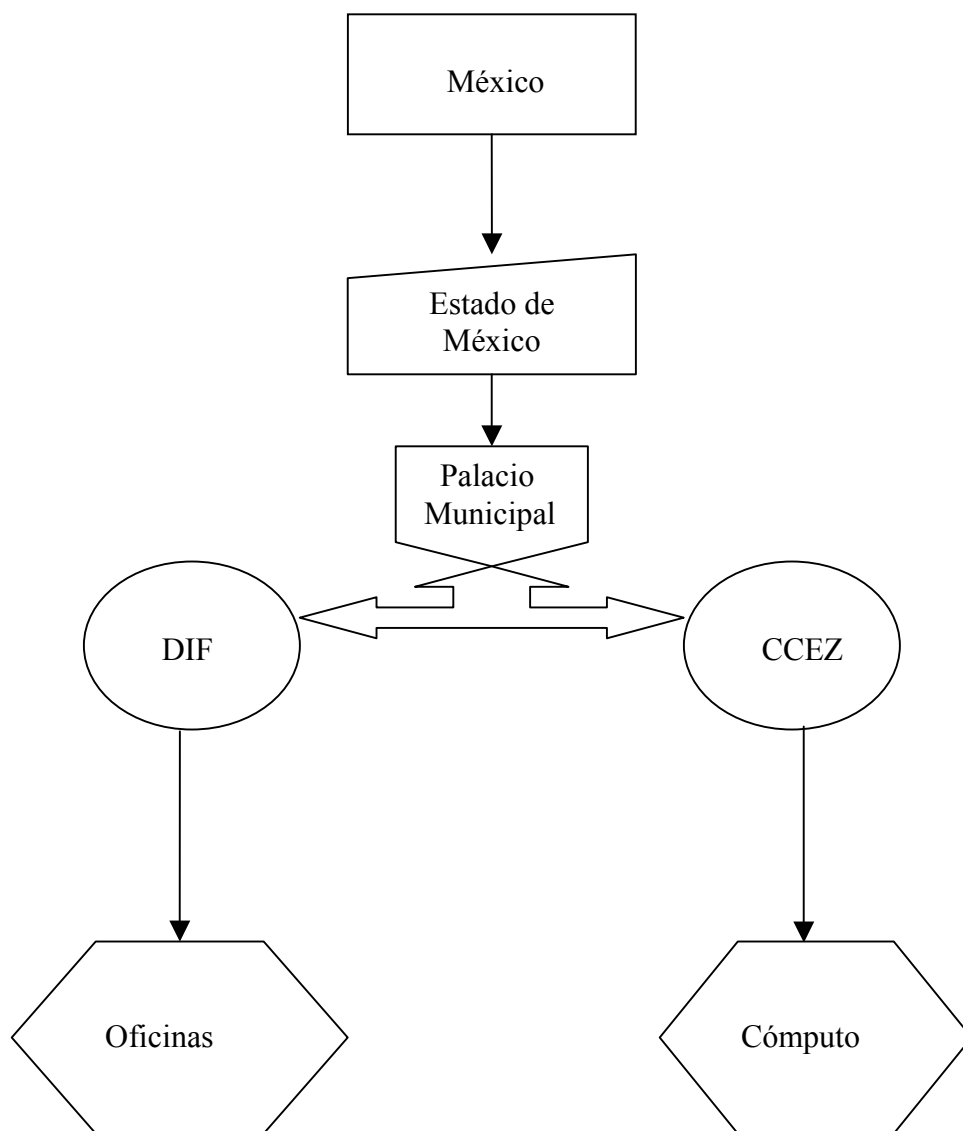 México
Estado de
México
Palacio
Municipal
DIF
CCEZ
Oficinas
Cómputo